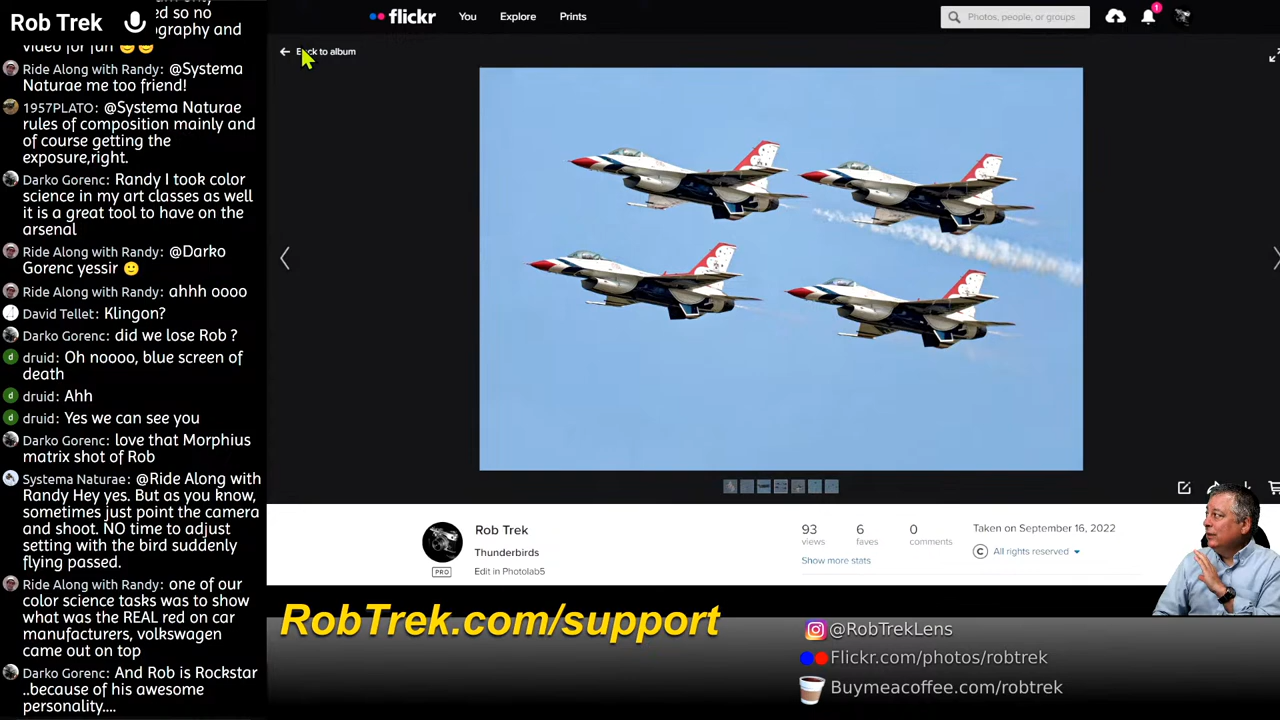 Rob Trek
ed so no
ography and
video for fun
Ride Along with Randy: @Systema
Naturae me too friend!
1957PLATO: @Systema Naturae
rules of composition mainly and
of course getting the
exposure,right.
Darko Gorenc: Randy I took color
science in my art classes as well
it is a great tool to have on the
arsenal
Ride Along with Randy: @Darko
Gorenc yessir
Ride Along with Randy: ahhh oooo
David Tellet: Klingon?
Darko Gorenc: did we lose Rob ?
d druid: Oh noooo, blue screen of
death
d druid: Ahh
d druid: Yes we can see you
Darko Gorenc: love that Morphius
matrix shot of Rob
Systema Naturae: @Ride Along with
Randy Hey yes. But as you know,
sometimes just point the camera
and shoot. NO time to adjust
setting with the bird suddenly
flying passed.
Ride Along with Randy: one of our
color science tasks was to show
what was the REAL red on car
manufacturers, volkswagen
came out on top
Darko Gorenc: And Rob is Rockstar
..because of his awesome
personality....
flickr You Explore Prints
Photos, people, or groups
1
Back to album
Rob Trek
Thunderbirds
PRO Edit in Photolab5
93 6 0
views faves comments
Show more stats
Taken on September 16, 2022
© All rights reserved
RobTrek.com/support
@RobTrekLens
Flickr.com/photos/robtrek
Buymeacoffee.com/robtrek